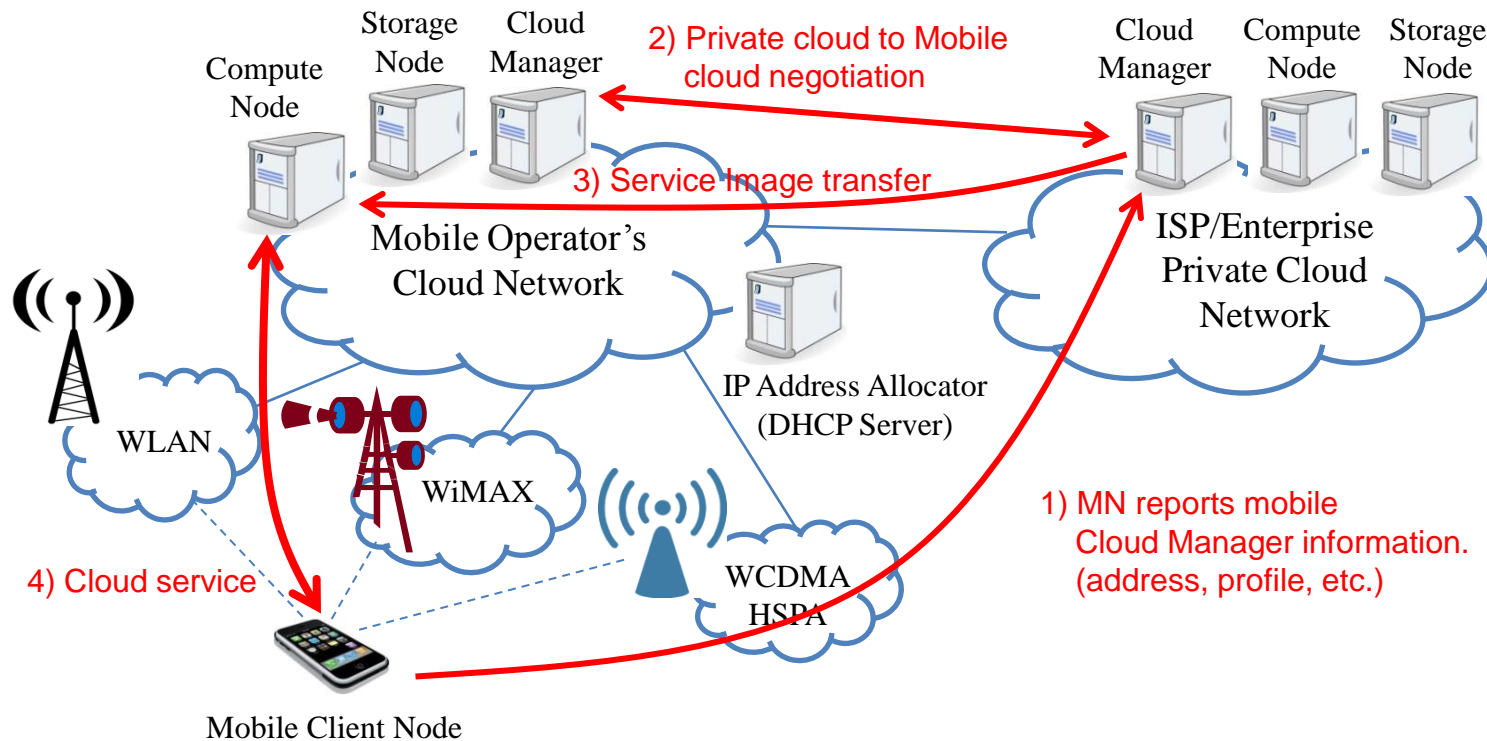 Storage
Node
Cloud
Manager
2) Private cloud to Mobile
cloud negotiation
Cloud
Manager
Compute
Node
Storage
Node
Compute
Node
3) Service Image transfer
Mobile Operator’s
Cloud Network
ISP/Enterprise
Private Cloud
Network
IP Address Allocator
(DHCP Server)
WLAN
WiMAX
1) MN reports mobile
Cloud Manager information.
(address, profile, etc.)
4) Cloud service
WCDMA
HSPA
Mobile Client Node